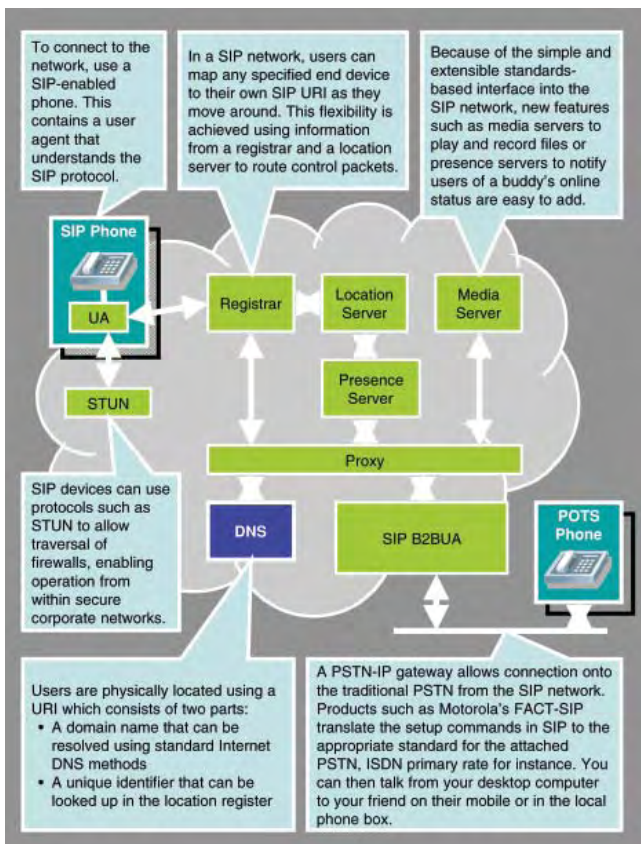 To connect to the
network, use a
SIP-enabled
phone. This
contains a user
agent that
understands the
SIP protocol.
In a SIP network, users can
map any specified end device
to their own SIP URI as they
move around. This flexibility is
achieved using information
from a registrar and a location
server to route control packets.
Because of the simple and
extensible standards-
based interface into the
SIP network, new features
such as media servers to
play and record files or
presence servers to notify
users of a buddy's online
status are easy to add.
SIP Phone
UA
Registrar
Location
Server
Media
Server
STUN
Presence
Server
Proxy
SIP devices can use
protocols such as
STUN to allow
traversal of
firewalls, enabling
operation from
within secure
corporate networks.
DNS
SIP B2BUA
POTS
Phone
Users are physically located using a
URI which consists of two parts:
• A domain name that can be
resolved using standard Internet
DNS methods
• A unique identifier that can be
looked up in the location register
A PSTN-IP gateway allows connection onto
the traditional PSTN from the SIP network.
Products such as Motorola's FACT-SIP
translate the setup commands in SIP to the
appropriate standard for the attached
PSTN, ISDN primary rate for instance. You
can then talk from your desktop computer
to your friend on their mobile or in the local
phone box.